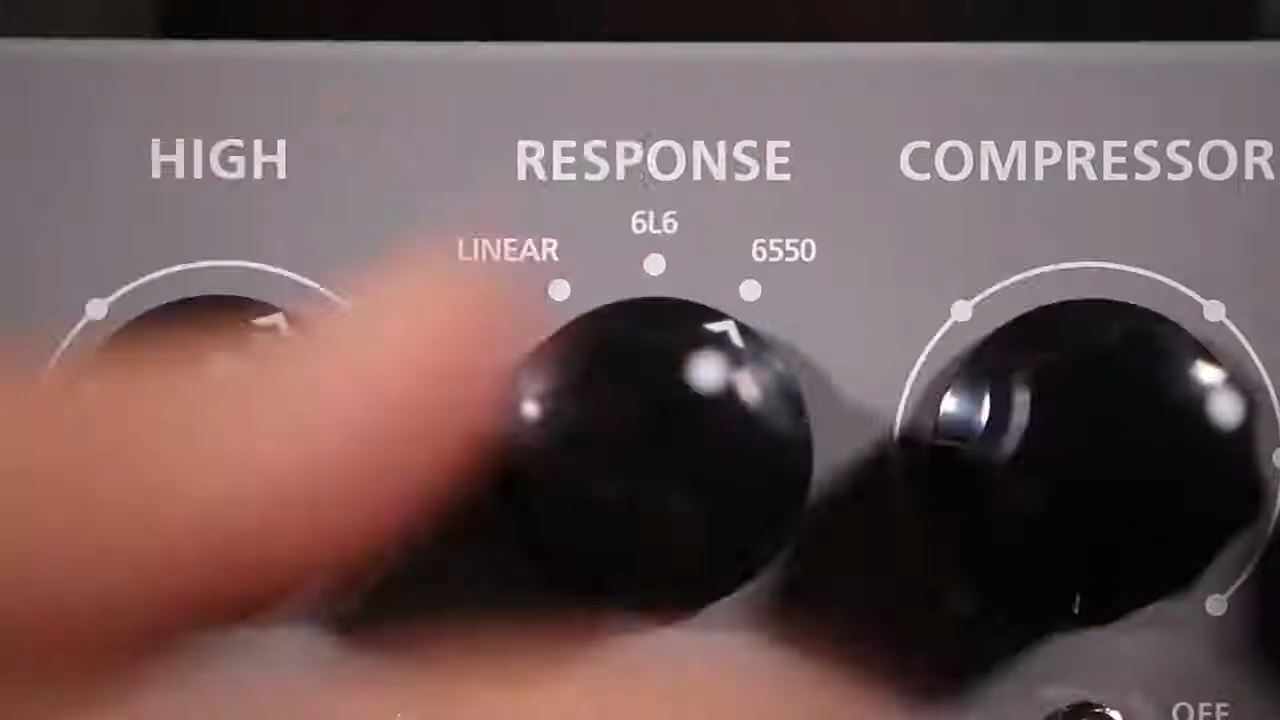 HIGH
RESPONSE
COMPRESSOR
6L6
LINEAR
6550
OFF